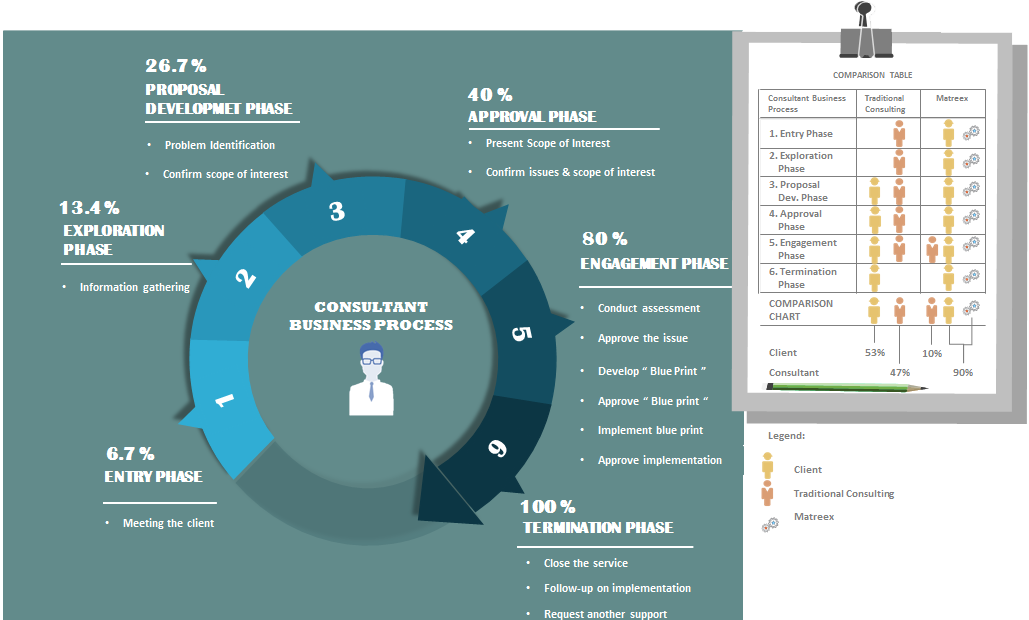 26.7 %
PROPOSAL
DEVELOPMET PHASE
• Problem Identification
• Confirm scope of interest
40 %
APPROVAL PHASE
• Present Scope of Interest
• Confirm issues & scope of interest
13.4 %
EXPLORATION
PHASE
• Information gathering
80 %
ENGAGEMENT PHASE
• Conduct assessment
• Approve the issue
• Develop “ Blue Print ”
• Approve “ Blue print “
• Implement blue print
• Approve implementation
6.7 %
ENTRY PHASE
• Meeting the client
100 %
TERMINATION PHASE
• Close the service
• Follow-up on implementation
• Request another support
1
2
3
4
5
6
CONSULTANT
BUSINESS PROCESS
COMPARISON TABLE
Consultant Business
Process
Traditional
Consulting
Matreex
1. Entry Phase
2. Exploration
Phase
3. Proposal
Dev. Phase
4. Approval
Phase
5. Engagement
Phase
6. Termination
Phase
COMPARISON
CHART
Client 53% 10%
Consultant 47% 90%
Legend:
Client
Traditional Consulting
Matreex